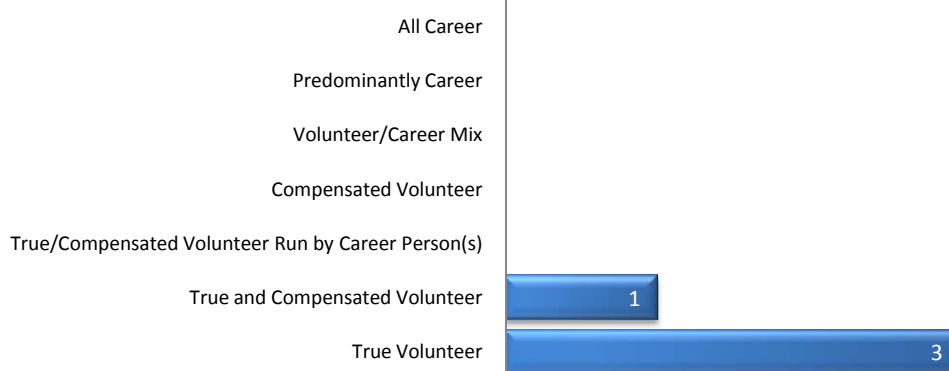 All Career
Predominantly Career
Volunteer/Career Mix
Compensated Volunteer
True/Compensated Volunteer Run by Career Person(s)
True and Compensated Volunteer 1
True Volunteer 3